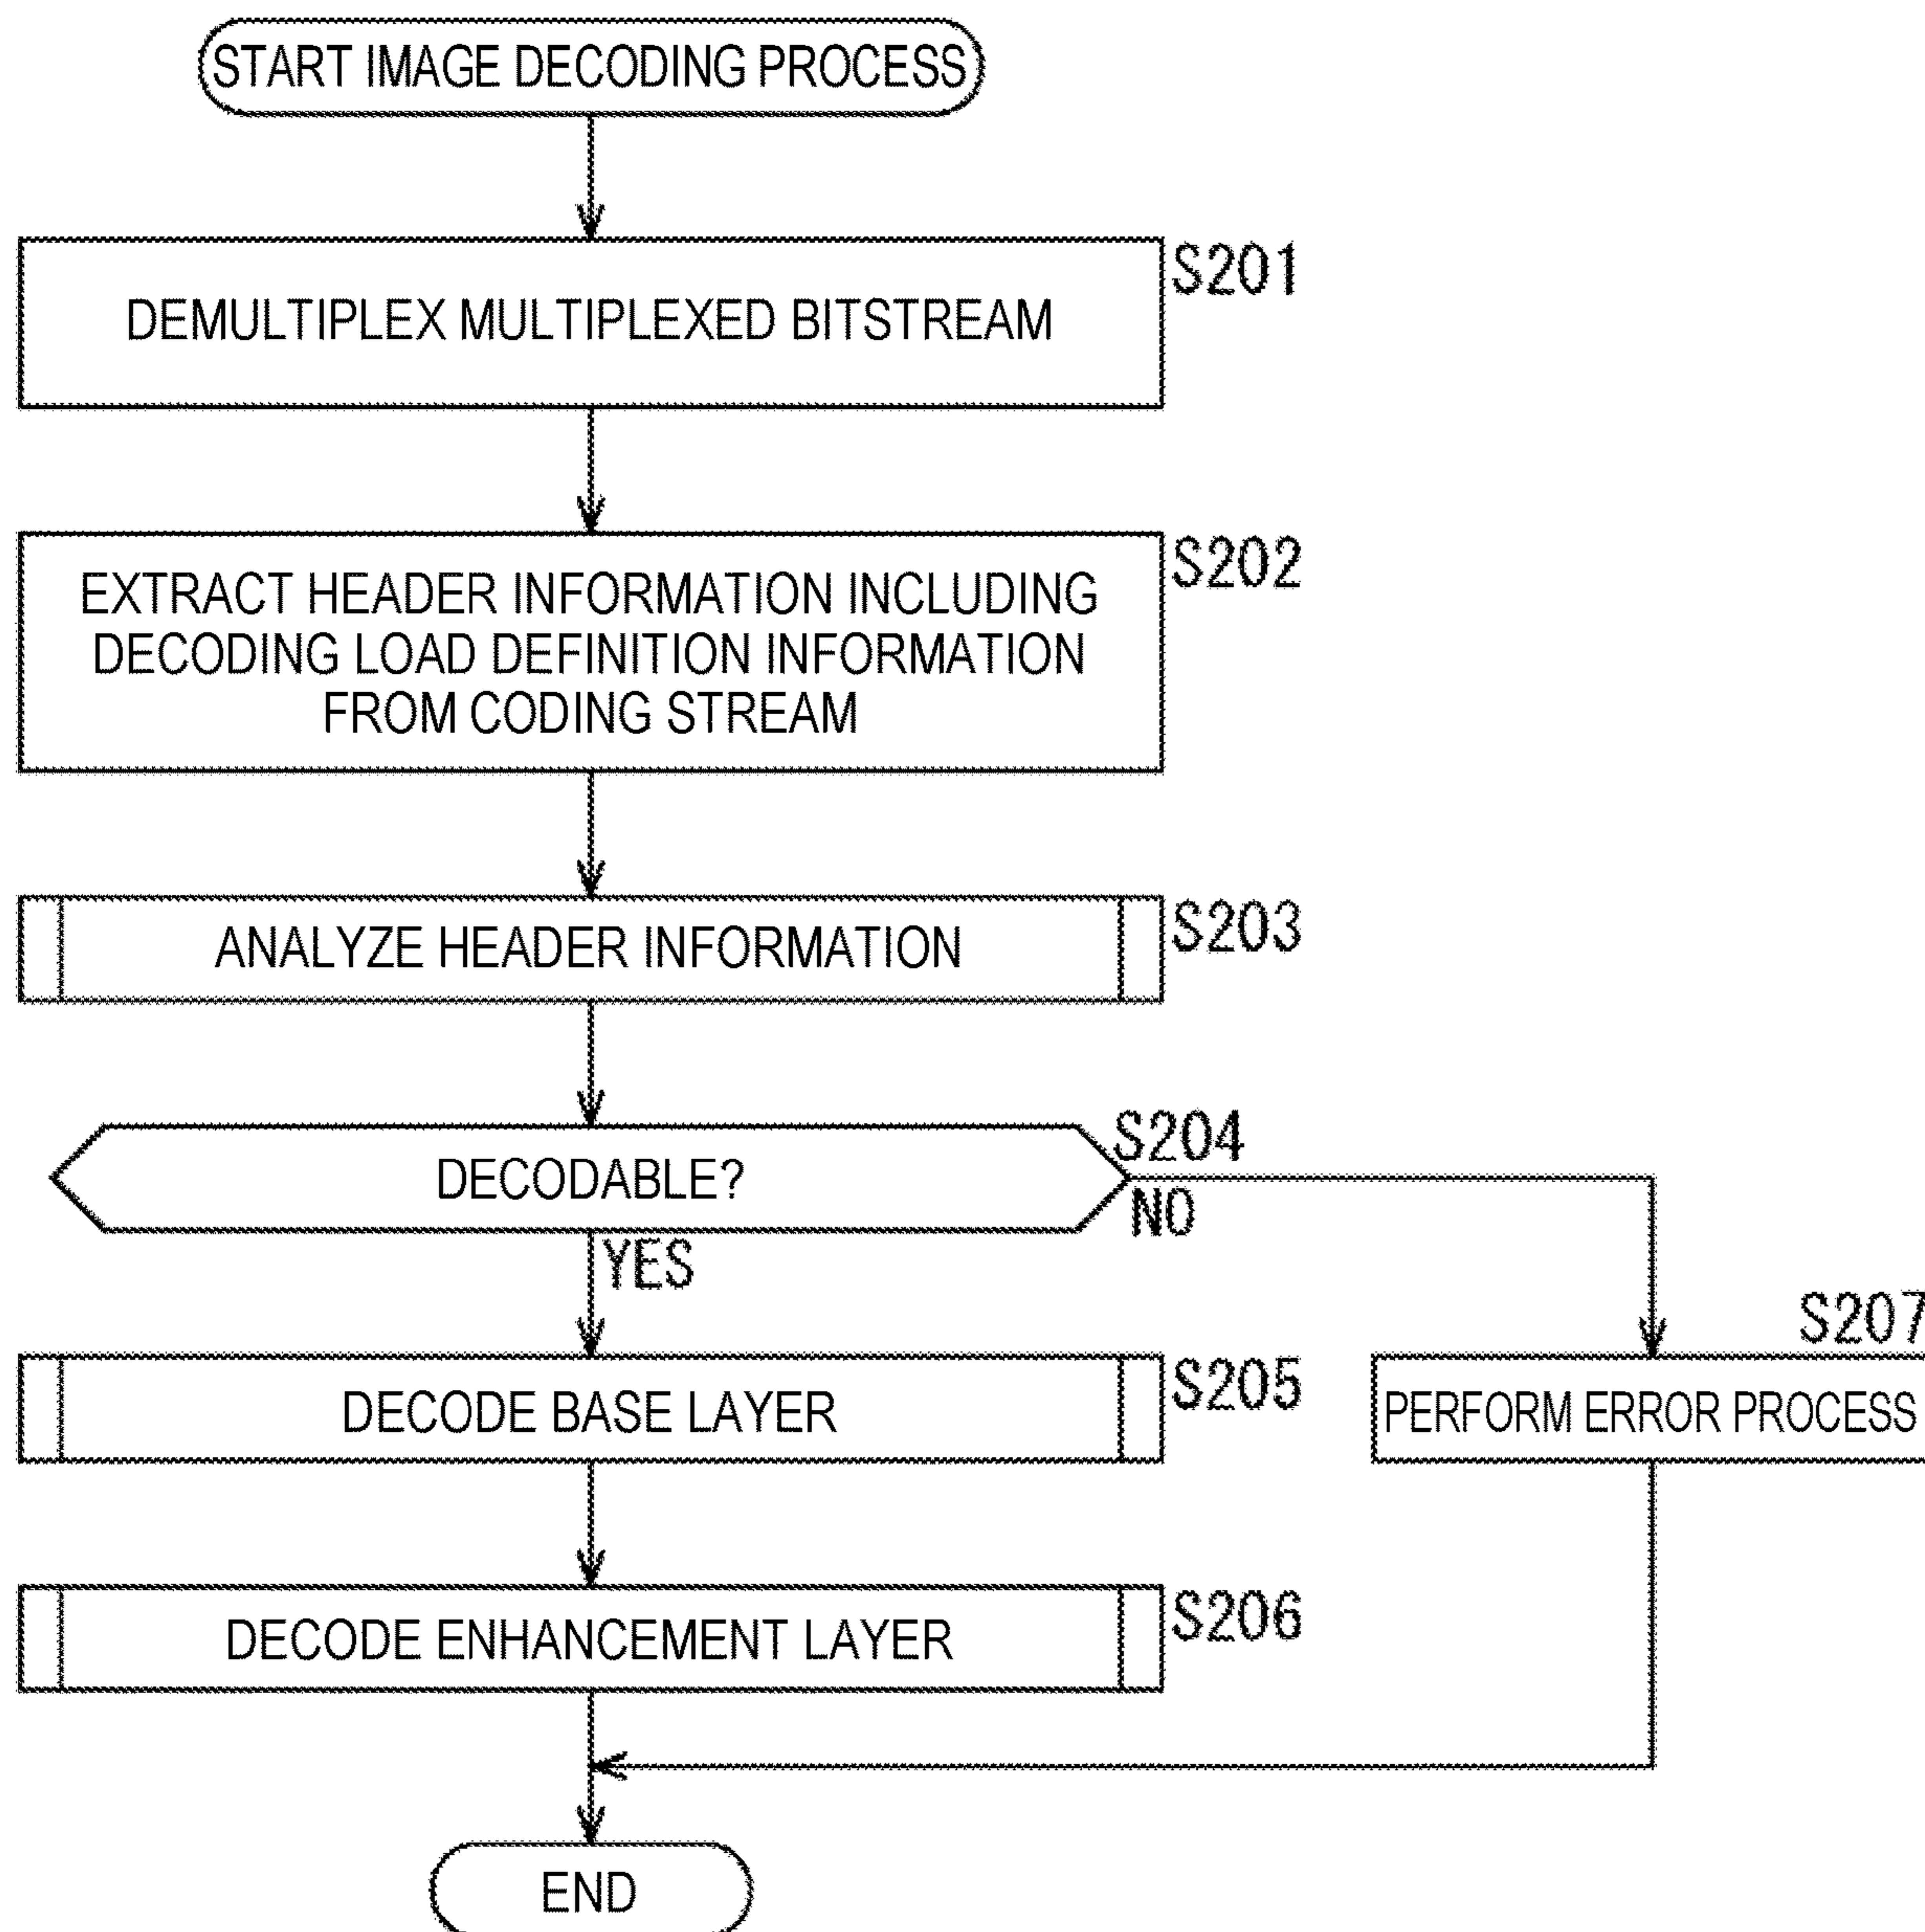 START IMAGE DECODING PROCESS
S201
DEMULTIPLEX MULTIPLEXED BITSTREAM
S202
EXTRACT HEADER INFORMATION INCLUDING
DECODING LOAD DEFINITION INFORMATION
FROM CODING STREAM
S203
ANALYZE HEADER INFORMATION
S204
DECODABLE?
NO
YES
S207
S205
DECODE BASE LAYER
PERFORM ERROR PROCESS
S206
DECODE ENHANCEMENT LAYER
END